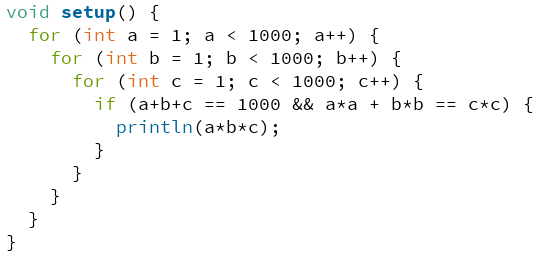 void setup() {
  for (int a = 1; a < 1000; a++) {
    for (int b = 1; b < 1000; b++) {
      for (int c = 1; c < 1000; c++) {
        if (a+b+c == 1000 && a*a + b*b == c*c) {
          println(a*b*c);
        }
      }
    }
  }
}